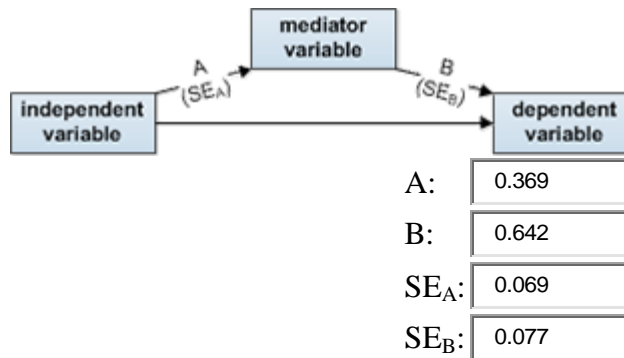 mediator
variable
A
(SEA)
B
(SEB)
independent
variable
dependent
variable
A: 0.369
B: 0.642
SEA: 0.069
SEB: 0.077